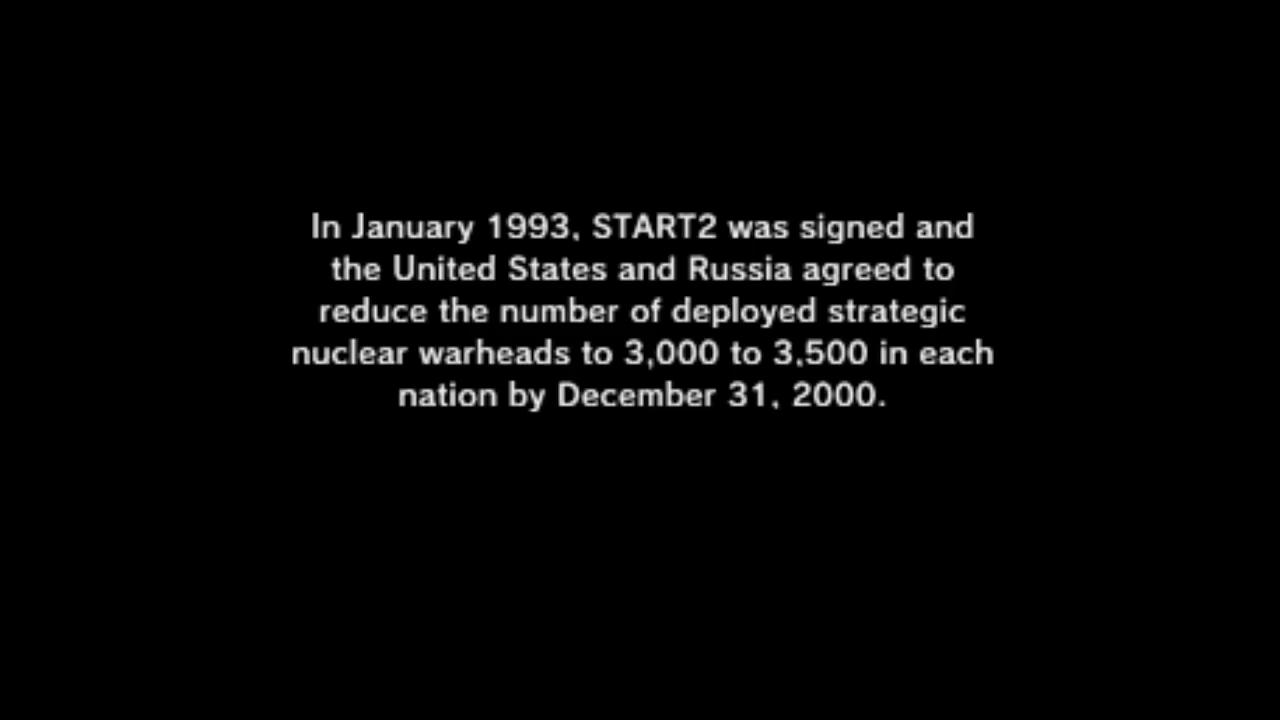 In January 1993, START2 was signed and
the United States and Russia agreed to
reduce the number of deployed strategic
nuclear warheads to 3,000 to 3,500 in each
nation by December 31, 2000.